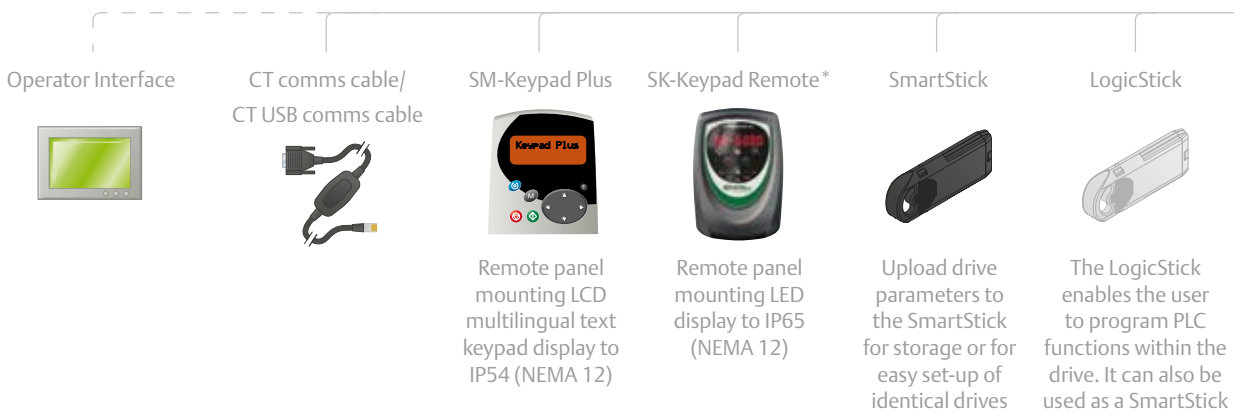 Operator Interface
CT comms cable/
CT USB comms cable
SM-Keypad Plus
Keypad Plus
M
Remote panel
mounting LCD
multilingual text
keypad display to
IP54 (NEMA 12)
SK-Keypad Remote*
Remote panel
mounting LED
display to IP65
(NEMA 12)
SmartStick
Upload drive
parameters to
the SmartStick
for storage or for
easy set-up of
identical drives
LogicStick
The LogicStick
enables the user
to program PLC
functions within the
drive. It can also be
used as a SmartStick